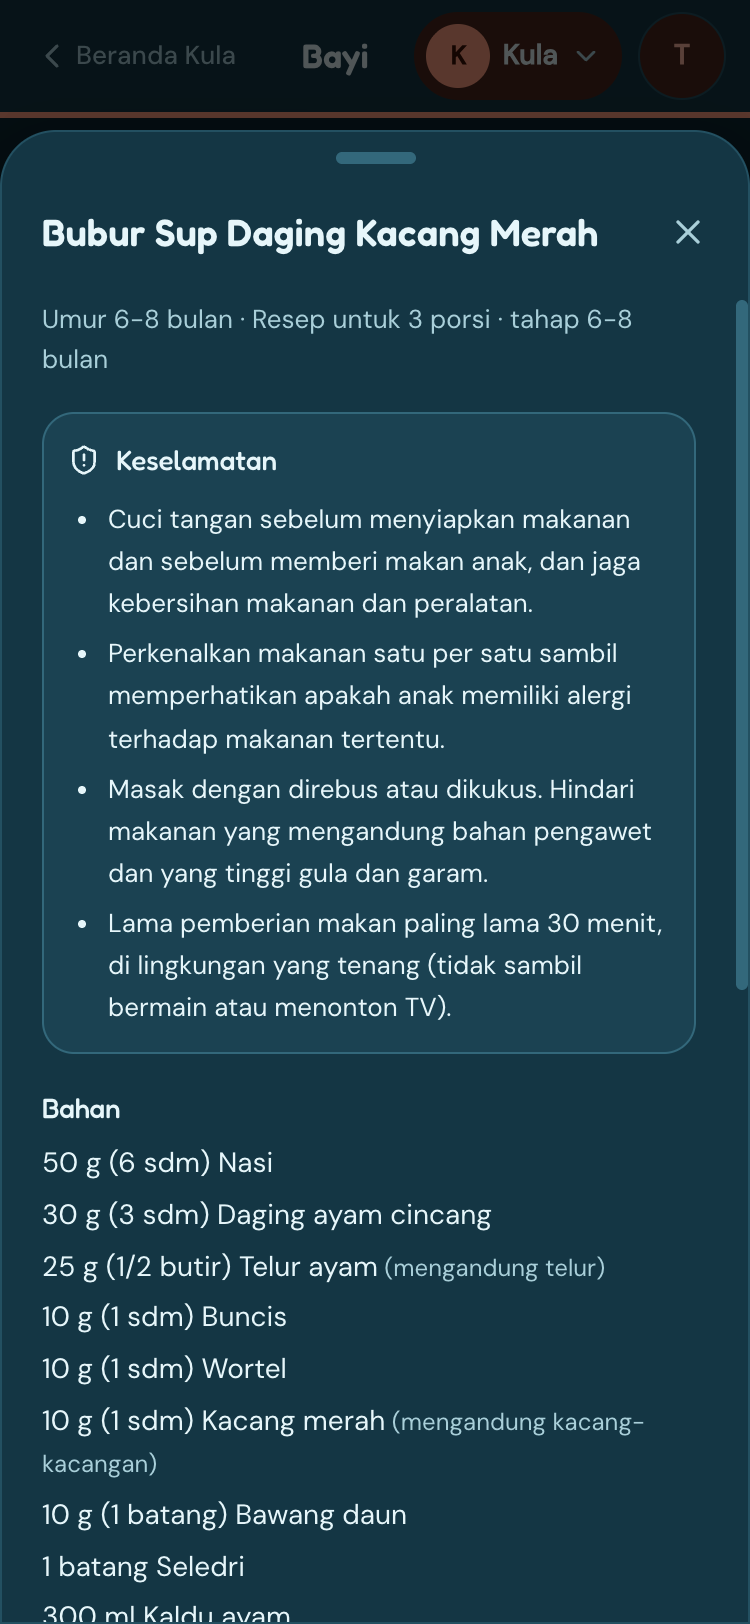 Beranda Kula
Bayi
K
Kula
T
Bubur Sup Daging Kacang Merah
Umur 6-8 bulan · Resep untuk 3 porsi · tahap 6-8
bulan
Keselamatan
• Cuci tangan sebelum menyiapkan makanan
dan sebelum memberi makan anak, dan jaga
kebersihan makanan dan peralatan.
• Perkenalkan makanan satu per satu sambil
memperhatikan apakah anak memiliki alergi
terhadap makanan tertentu.
• Masak dengan direbus atau dikukus. Hindari
makanan yang mengandung bahan pengawet
dan yang tinggi gula dan garam.
• Lama pemberian makan paling lama 30 menit,
di lingkungan yang tenang (tidak sambil
bermain atau menonton TV).
Bahan
50 g (6 sdm) Nasi
30 g (3 sdm) Daging ayam cincang
25 g (1/2 butir) Telur ayam (mengandung telur)
10 g (1 sdm) Buncis
10 g (1 sdm) Wortel
10 g (1 sdm) Kacang merah (mengandung kacang-
kacangan)
10 g (1 batang) Bawang daun
1 batang Seledri
300 ml Kaldu ayam